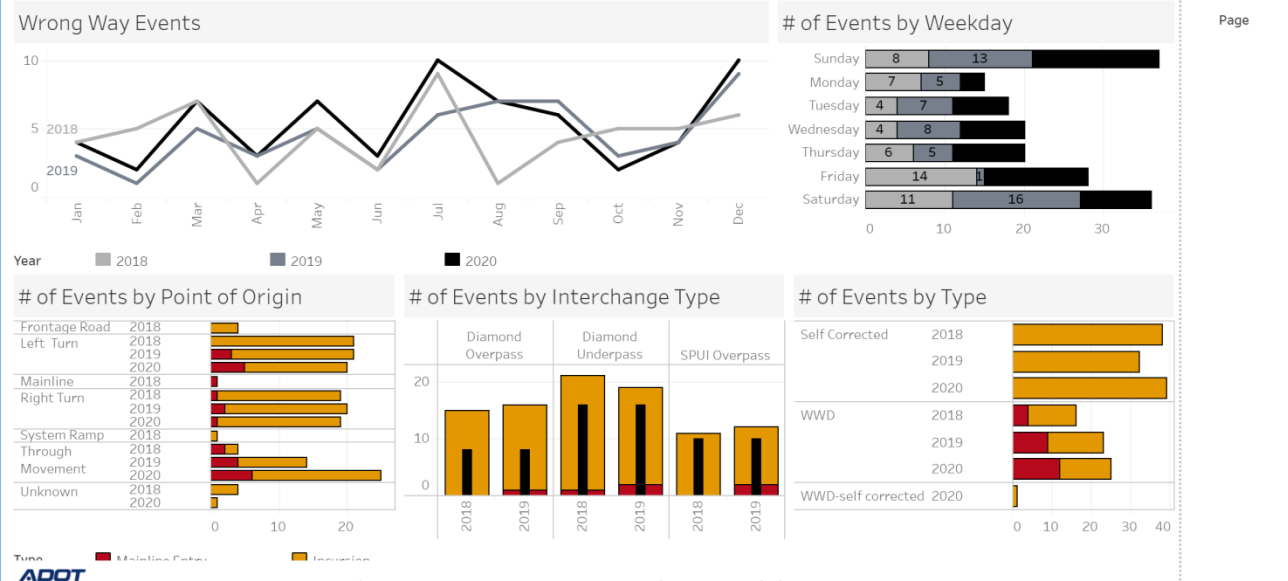 Wrong Way Events
# of Events by Weekday
Page
10
5
2018
2019
0
Jan Feb Mar Apr May Jun Jul Aug Sep Oct Nov Dec
Sunday 8 13
Monday 7 5
Tuesday 4 7
Wednesday 4 8
Thursday 6 5
Friday 14 1
Saturday 11 16
0 10 20 30
Year 2018 2019 2020
# of Events by Point of Origin
Frontage Road 2018
Left Turn 2018
2019
2020
Mainline 2018
Right Turn 2018
2019
2020
System Ramp 2018
Through Movement 2018
2019
2020
Unknown 2018
2020
0 10 20
# of Events by Interchange Type
Diamond Overpass
Diamond Underpass
SPUI Overpass
20
10
0
2018 2019 2018 2019 2018 2019
# of Events by Type
Self Corrected 2018
2019
2020
WWD 2018
2019
2020
WWD-self corrected 2020
0 10 20 30 40
Type Mainline Entry Incursion
ADOT